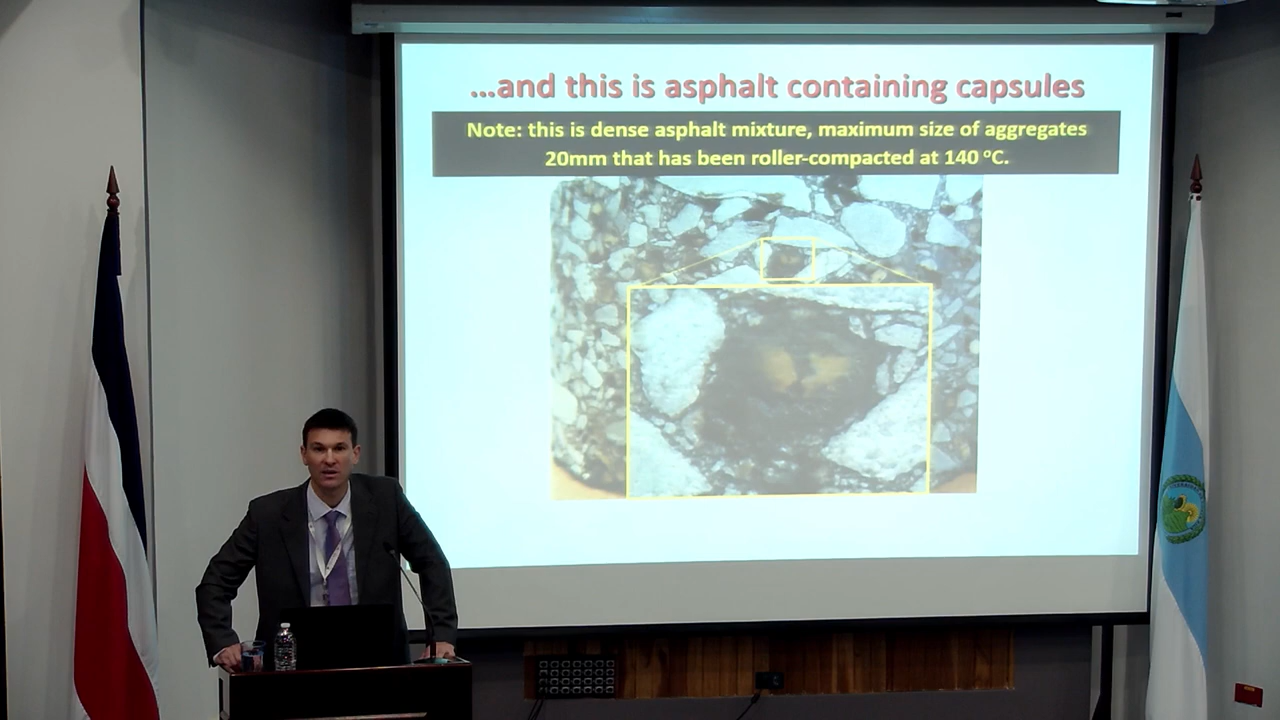 ...and this is asphalt containing capsules
Note: this is dense asphalt mixture, maximum size of aggregates
20mm that has been roller-compacted at 140 ºC.